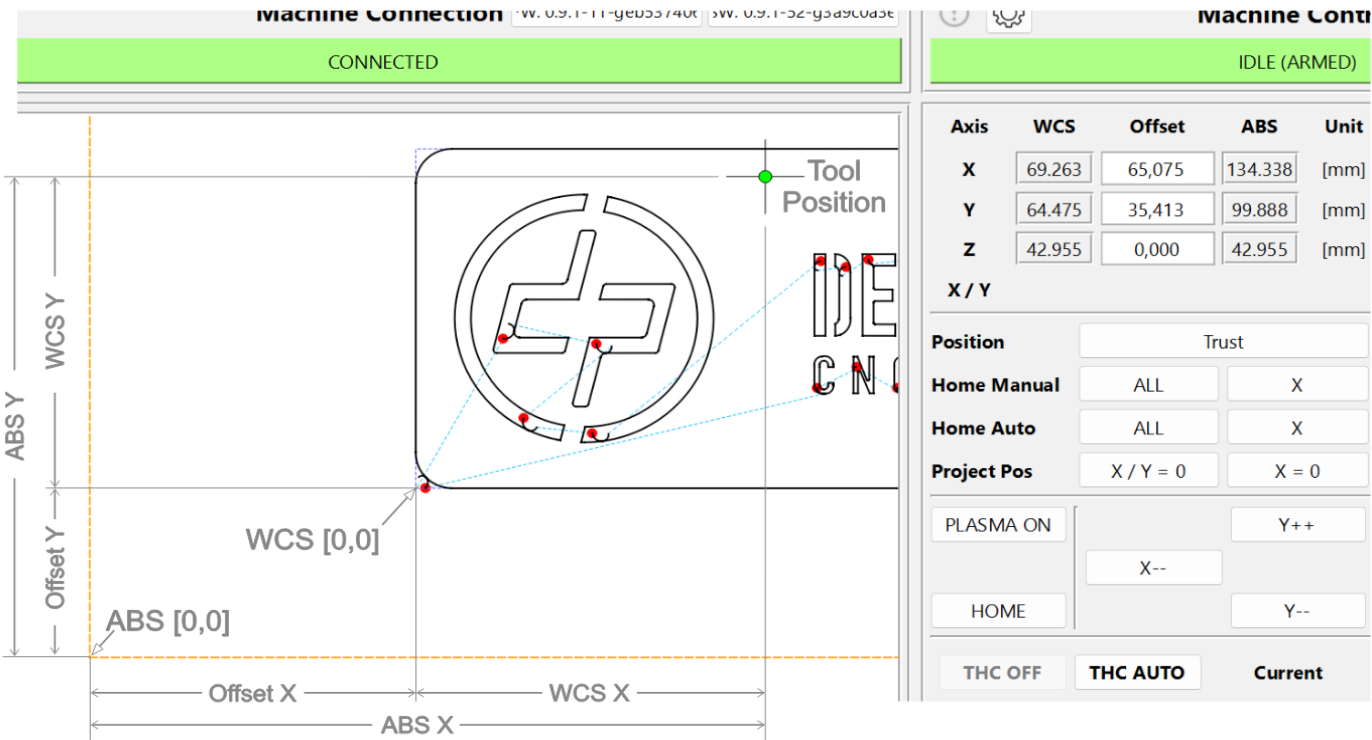 Machine Connection
CONNECTED
Machine Contr
IDLE (ARMED)
Axis WCS Offset ABS Unit
X 69.263 65,075 134.338 [mm]
Y 64.475 35,413 99.888 [mm]
Z 42.955 0,000 42.955 [mm]
X / Y
Position Trust
Home Manual ALL X
Home Auto ALL X
Project Pos X / Y = 0 X = 0
PLASMA ON Y++
X--
HOME Y--
THC OFF THC AUTO Current
Tool
Position
WCS Y
ABS Y
Offset Y
DE
CN
WCS [0,0]
ABS [0,0]
Offset X
WCS X
ABS X